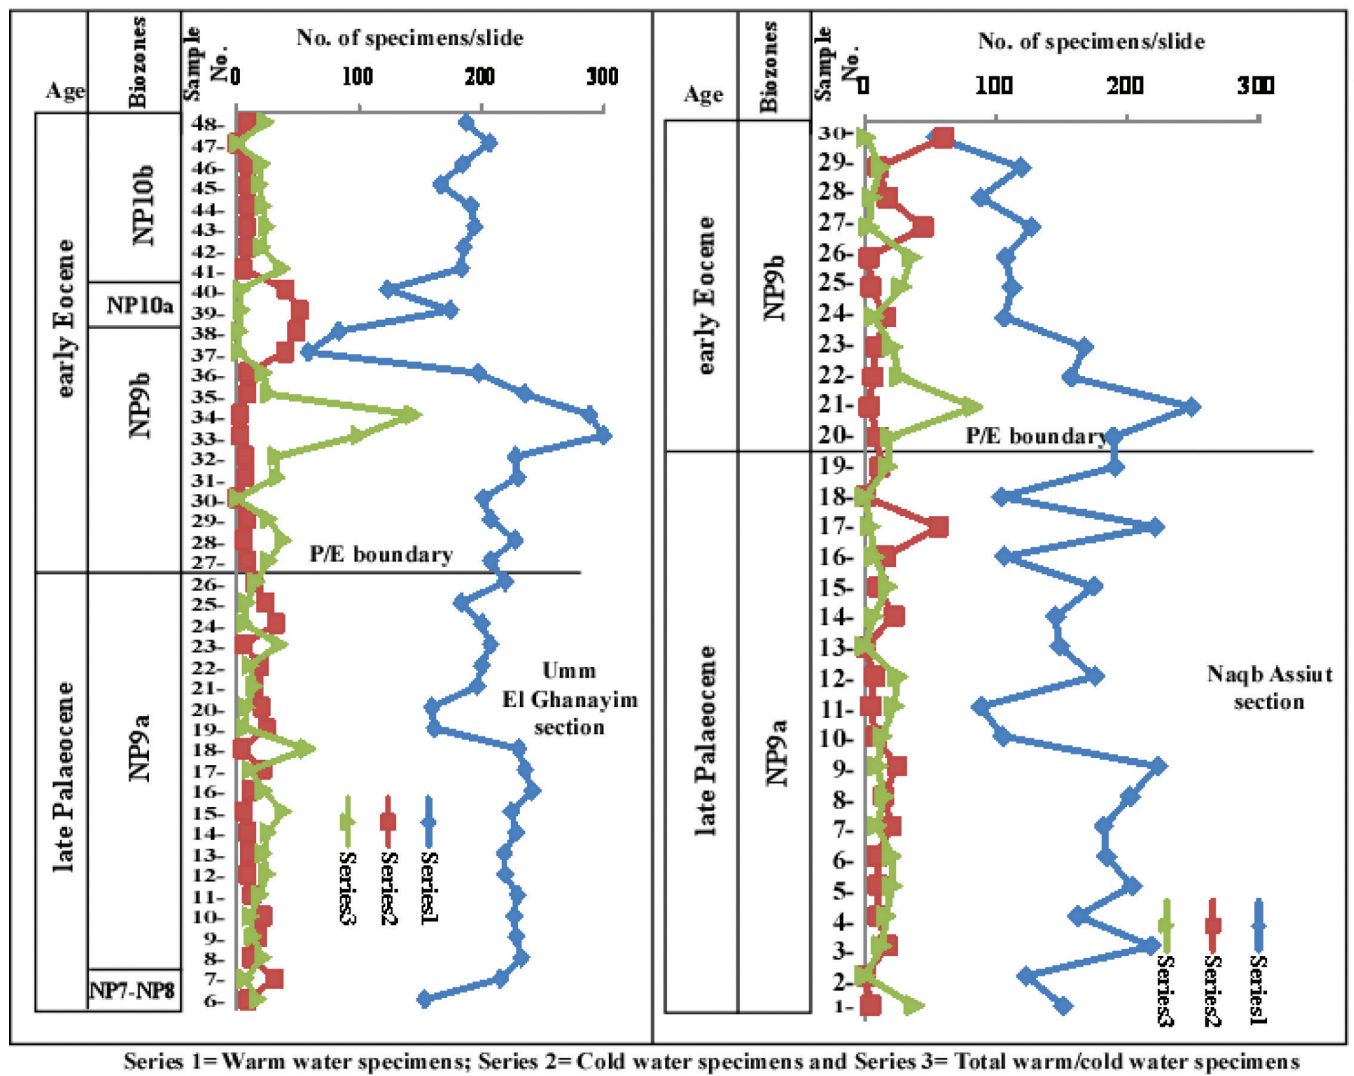 No. of specimens/slide
Age
Biozones
Sample No.
0
100
200
300
early Eocene
late Palaeocene
NP10b
NP10a
NP9b
NP9a
NP7-NP8
48-
47-
46-
45-
44-
43-
42-
41-
40-
39-
38-
37-
36-
35-
34-
33-
32-
31-
30-
29-
28-
27-
26-
25-
24-
23-
22-
21-
20-
19-
18-
17-
16-
15-
14-
13-
12-
11-
10-
9-
8-
7-
6-
P/E boundary
Umm
El Ghanayim
section
Series3
Series2
Series1
No. of specimens/slide
Age
Biozones
Sample No.
0
100
200
300
early Eocene
late Palaeocene
NP9b
NP9a
30-
29-
28-
27-
26-
25-
24-
23-
22-
21-
20-
19-
18-
17-
16-
15-
14-
13-
12-
11-
10-
9-
8-
7-
6-
5-
4-
3-
2-
1-
P/E boundary
Naqb Assiut
section
Series3
Series2
Series1
Series 1= Warm water specimens; Series 2= Cold water specimens and Series 3= Total warm/cold water specimens